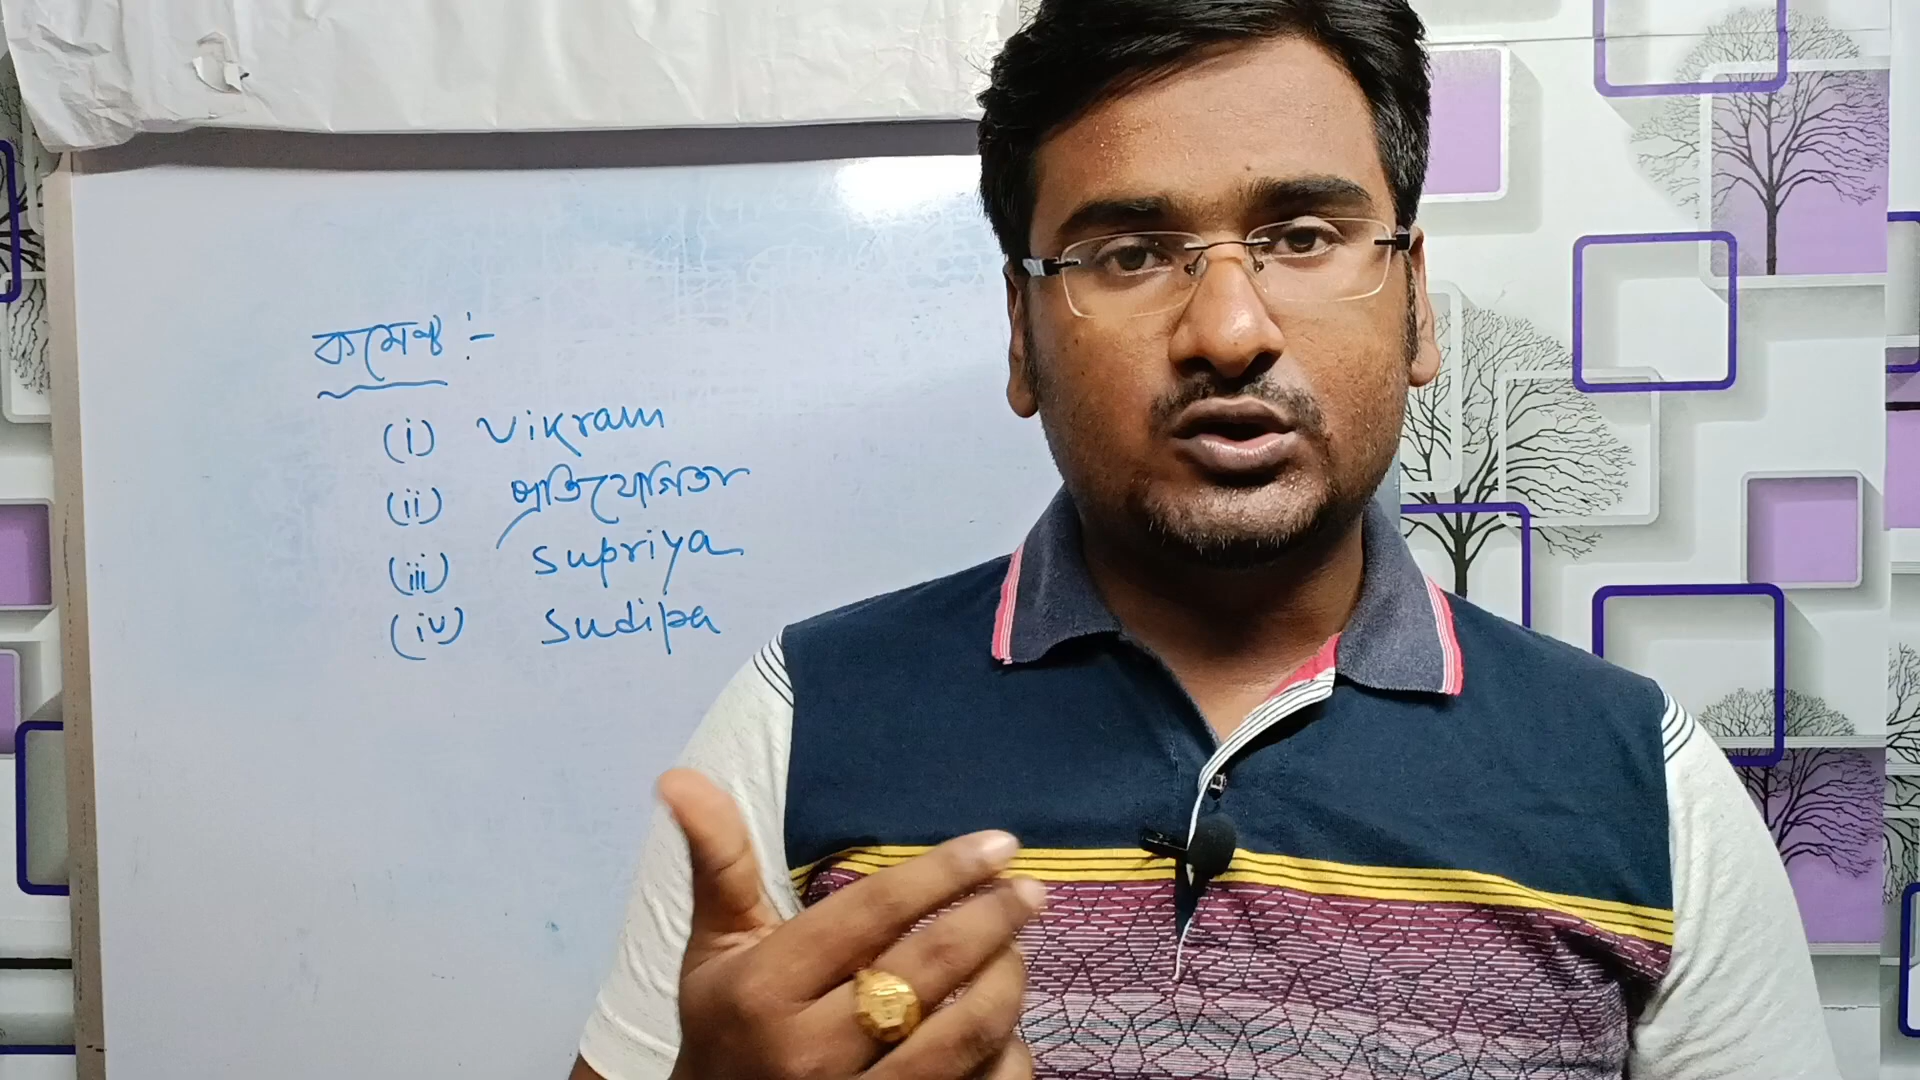 কমেন্ট :-
(i) Vikram
(ii) প্রতিযোগিতা
(iii) Supriya
(iv) Sudipa